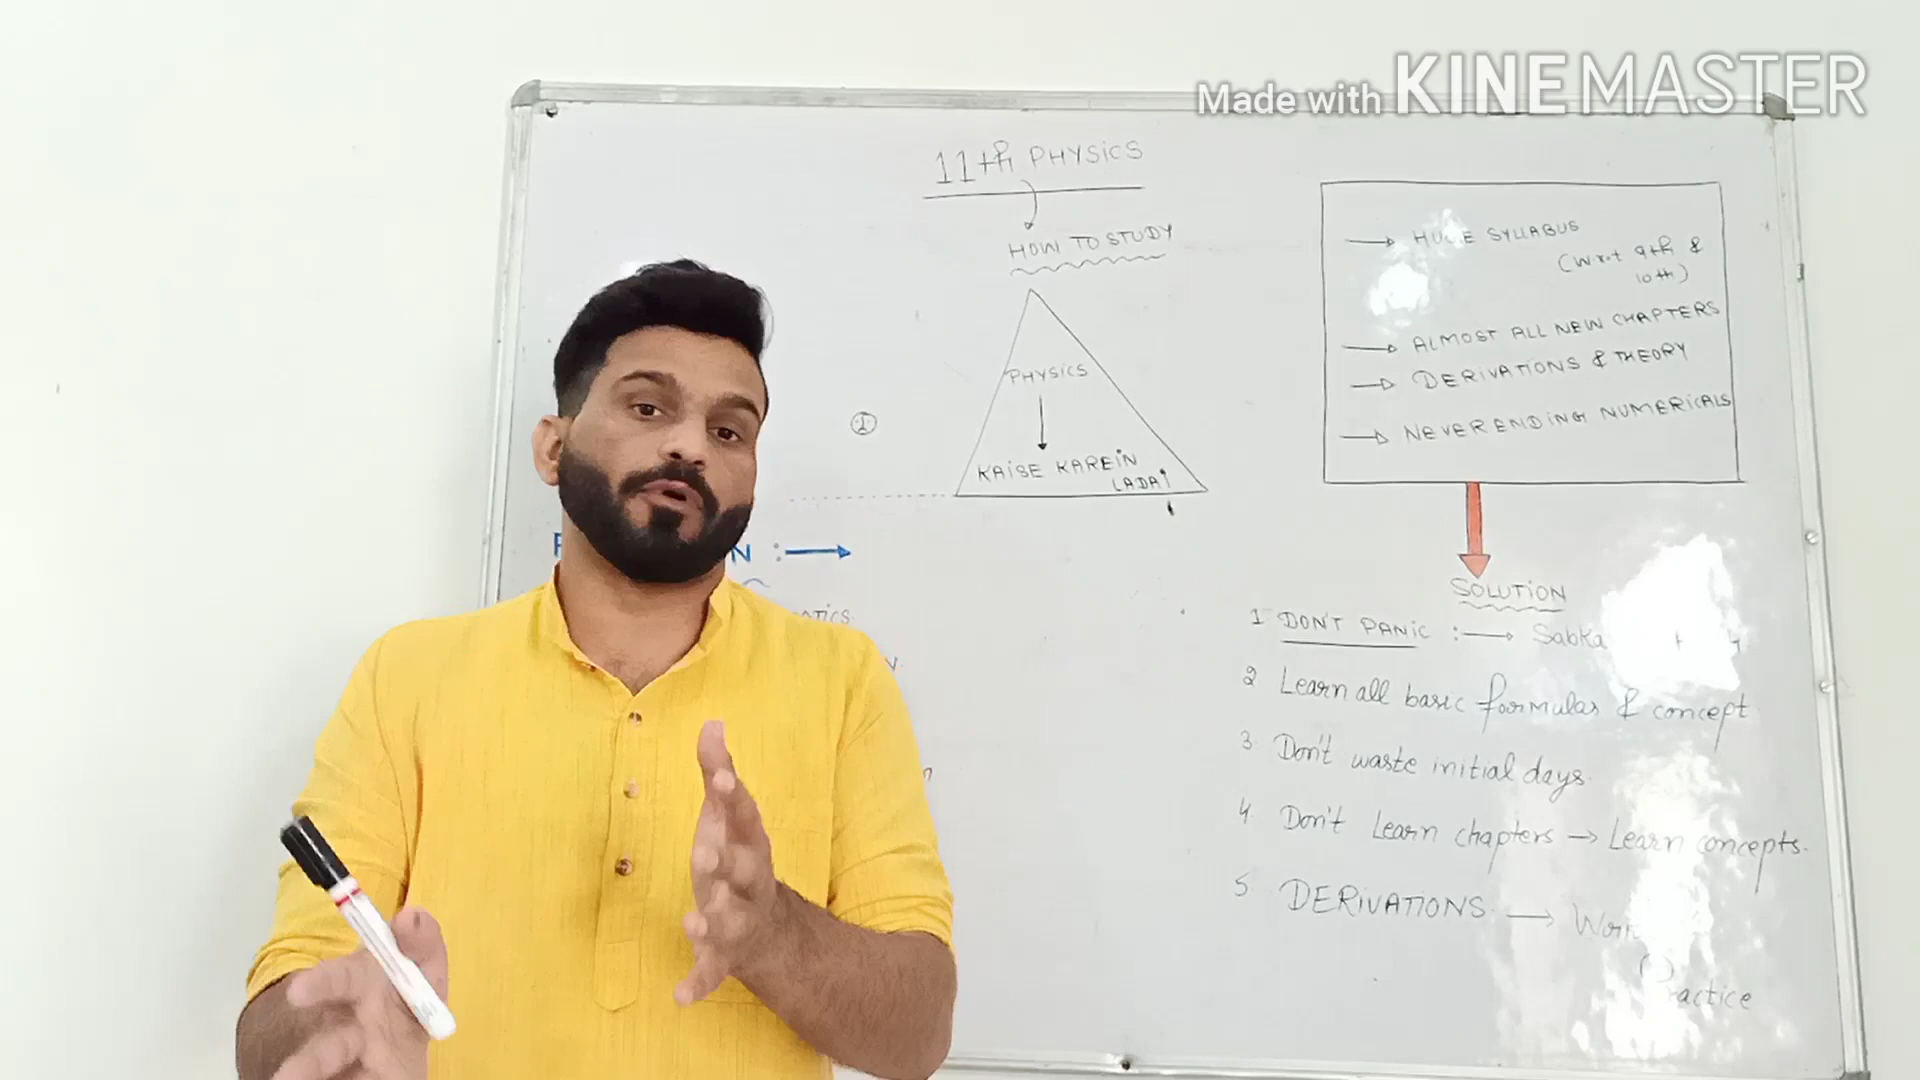 Made with KINEMASTER
11th PHYSICS
HOW TO STUDY
PHYSICS
KAISE KAREIN
LADAI
1
HUGE SYLLABUS
(w.r.t 9th &
10th)
ALMOST ALL NEW CHAPTERS
DERIVATIONS & THEORY
NEVER ENDING NUMERICALS
SOLUTION
1 DON'T PANIC :→ Sabka
2 Learn all basic formulas & concept
3 Don't waste initial days.
4 Don't Learn chapters → Learn concepts.
5 DERIVATIONS →